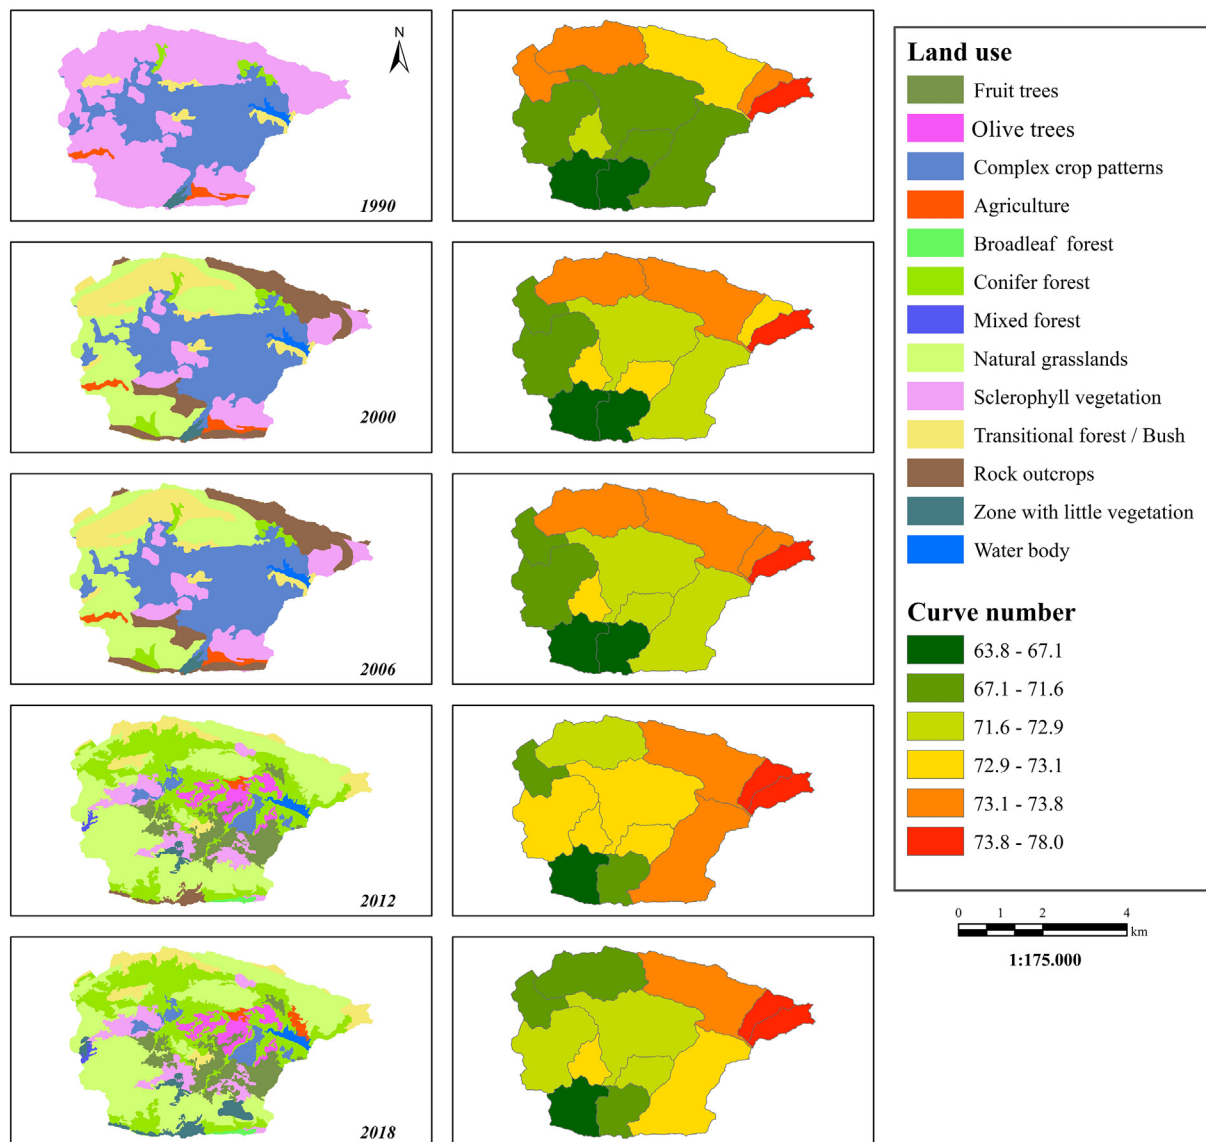 N
1990
2000
2006
2012
2018
Land use
Fruit trees
Olive trees
Complex crop patterns
Agriculture
Broadleaf forest
Conifer forest
Mixed forest
Natural grasslands
Sclerophyll vegetation
Transitional forest / Bush
Rock outcrops
Zone with little vegetation
Water body
Curve number
63.8 - 67.1
67.1 - 71.6
71.6 - 72.9
72.9 - 73.1
73.1 - 73.8
73.8 - 78.0
0 1 2 4
km
1:175.000